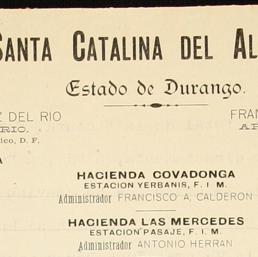 SANTA CATALINA DEL AL
Estado de Durango.
Z DEL RIO
FRAN
RIO.
ico, D. F.
HACIENDA COVADONGA
ESTACION YERBANIS, F. I M.
Administrador FRANCISCO A, CALDERON
HACIENDA LAS MERCEDES
ESTACION PASAJE, F. I M.
Administrador ANTONIO HERRAN